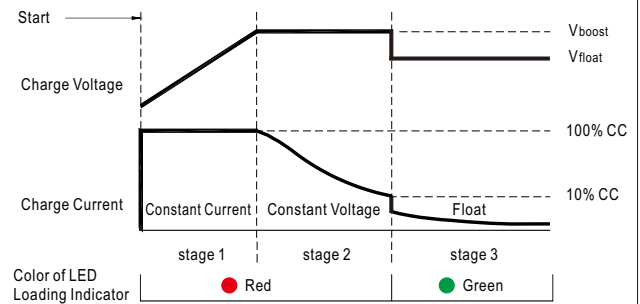 Start
Vboost
Vfloat
Charge Voltage
100% CC
10% CC
Charge Current
Constant Current
Constant Voltage
Float
stage 1
stage 2
stage 3
Color of LED
Loading Indicator
Red
Green